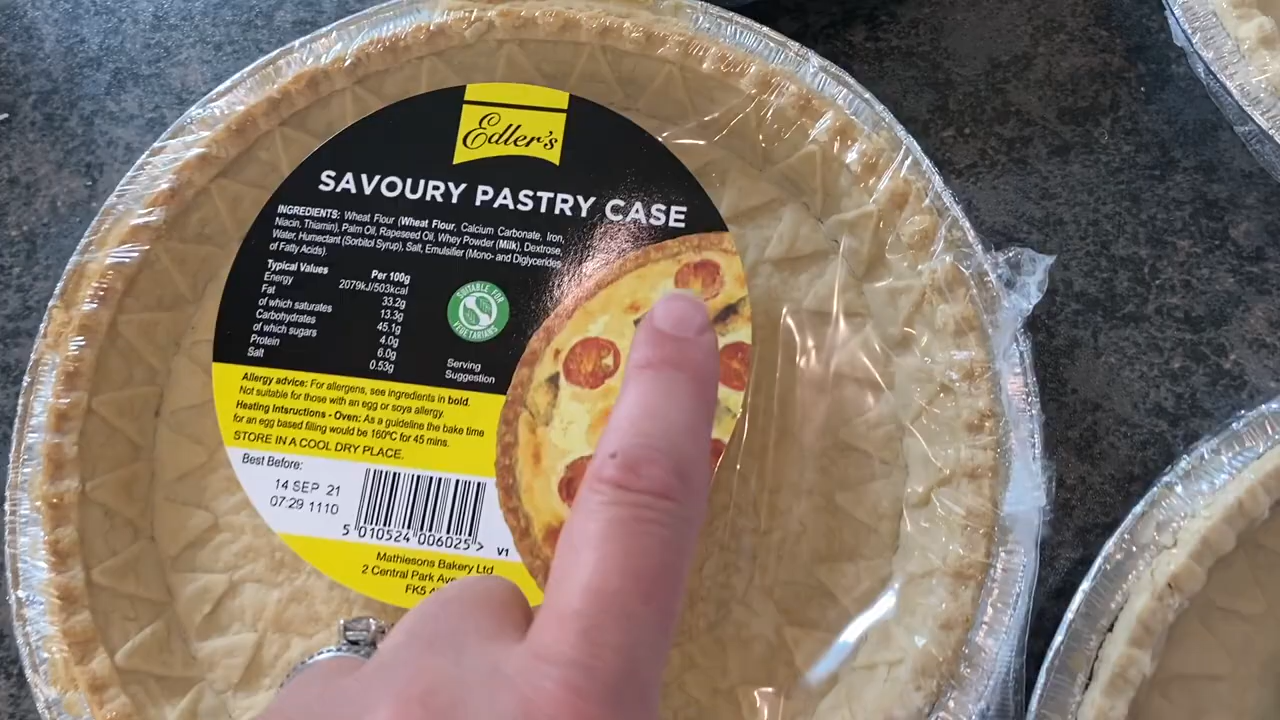 Edler's
SAVOURY PASTRY CASE
INGREDIENTS: Wheat Flour (Wheat Flour, Calcium Carbonate, Iron,
Niacin, Thiamin), Palm Oil, Rapeseed Oil, Whey Powder (Milk), Dextrose,
Water, Humectant (Sorbitol Syrup), Salt, Emulsifier (Mono- and Diglycerides
of Fatty Acids).
Typical Values Per 100g
Energy 2079kJ/503kcal
Fat 33.2g
of which saturates 13.3g
Carbohydrates 45.1g
of which sugars 4.0g
Protein 6.0g
Salt 0.53g
SUITABLE FOR
VEGETARIANS
Serving
Suggestion
Allergy advice: For allergens, see ingredients in bold.
Not suitable for those with an egg or soya allergy.
Heating Intsructions - Oven: As a guideline the bake time
for an egg based filling would be 160ºC for 45 mins.
STORE IN A COOL DRY PLACE.
Best Before:
14 SEP 21
07:29 1110
5 010524 006025 >
V1
Mathiesons Bakery Ltd
2 Central Park
FK5